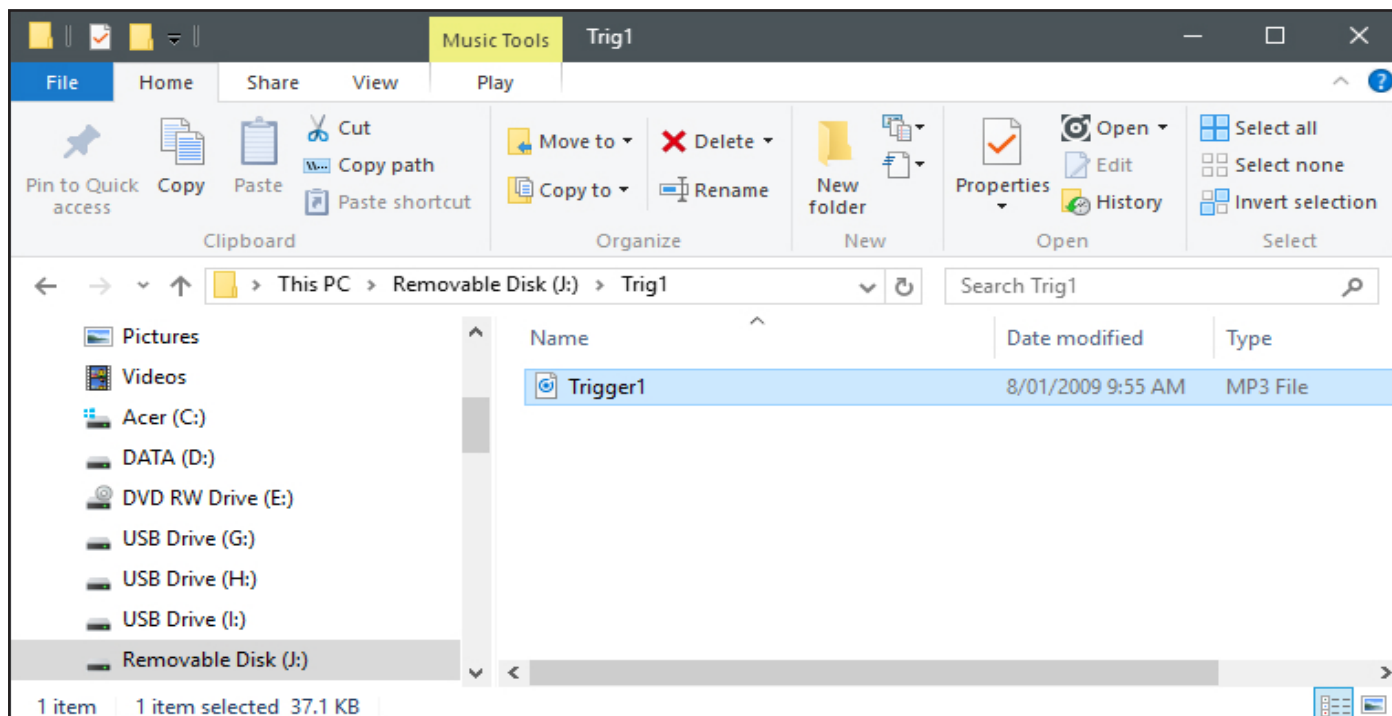 Music Tools Trig1
File Home Share View Play
Pin to Quick access
Copy
Paste
Cut
Copy path
Paste shortcut
Clipboard
Move to
Copy to
Delete
Rename
Organize
New folder
New
Properties
Open
Edit
History
Open
Select all
Select none
Invert selection
Select
This PC > Removable Disk (J:) > Trig1
Search Trig1
Pictures
Videos
Acer (C:)
DATA (D:)
DVD RW Drive (E:)
USB Drive (G:)
USB Drive (H:)
USB Drive (I:)
Removable Disk (J:)
Name Date modified Type
Trigger1 8/01/2009 9:55 AM MP3 File
1 item 1 item selected 37.1 KB